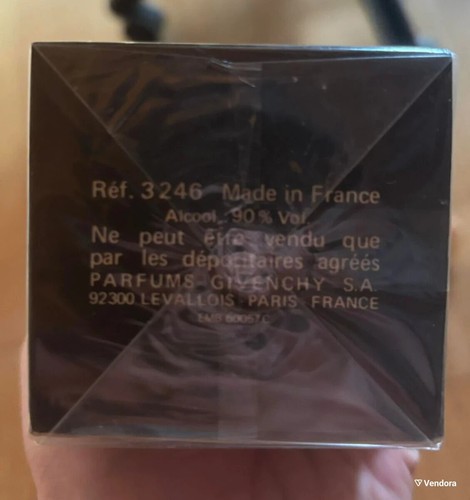 Réf. 3246 Made in France
Alcool. 90 % Vol.
Ne peut être vendu que
par les dépositaires agréés
PARFUMS GIVENCHY S.A.
92300 LEVALLOIS PARIS FRANCE
Vendora